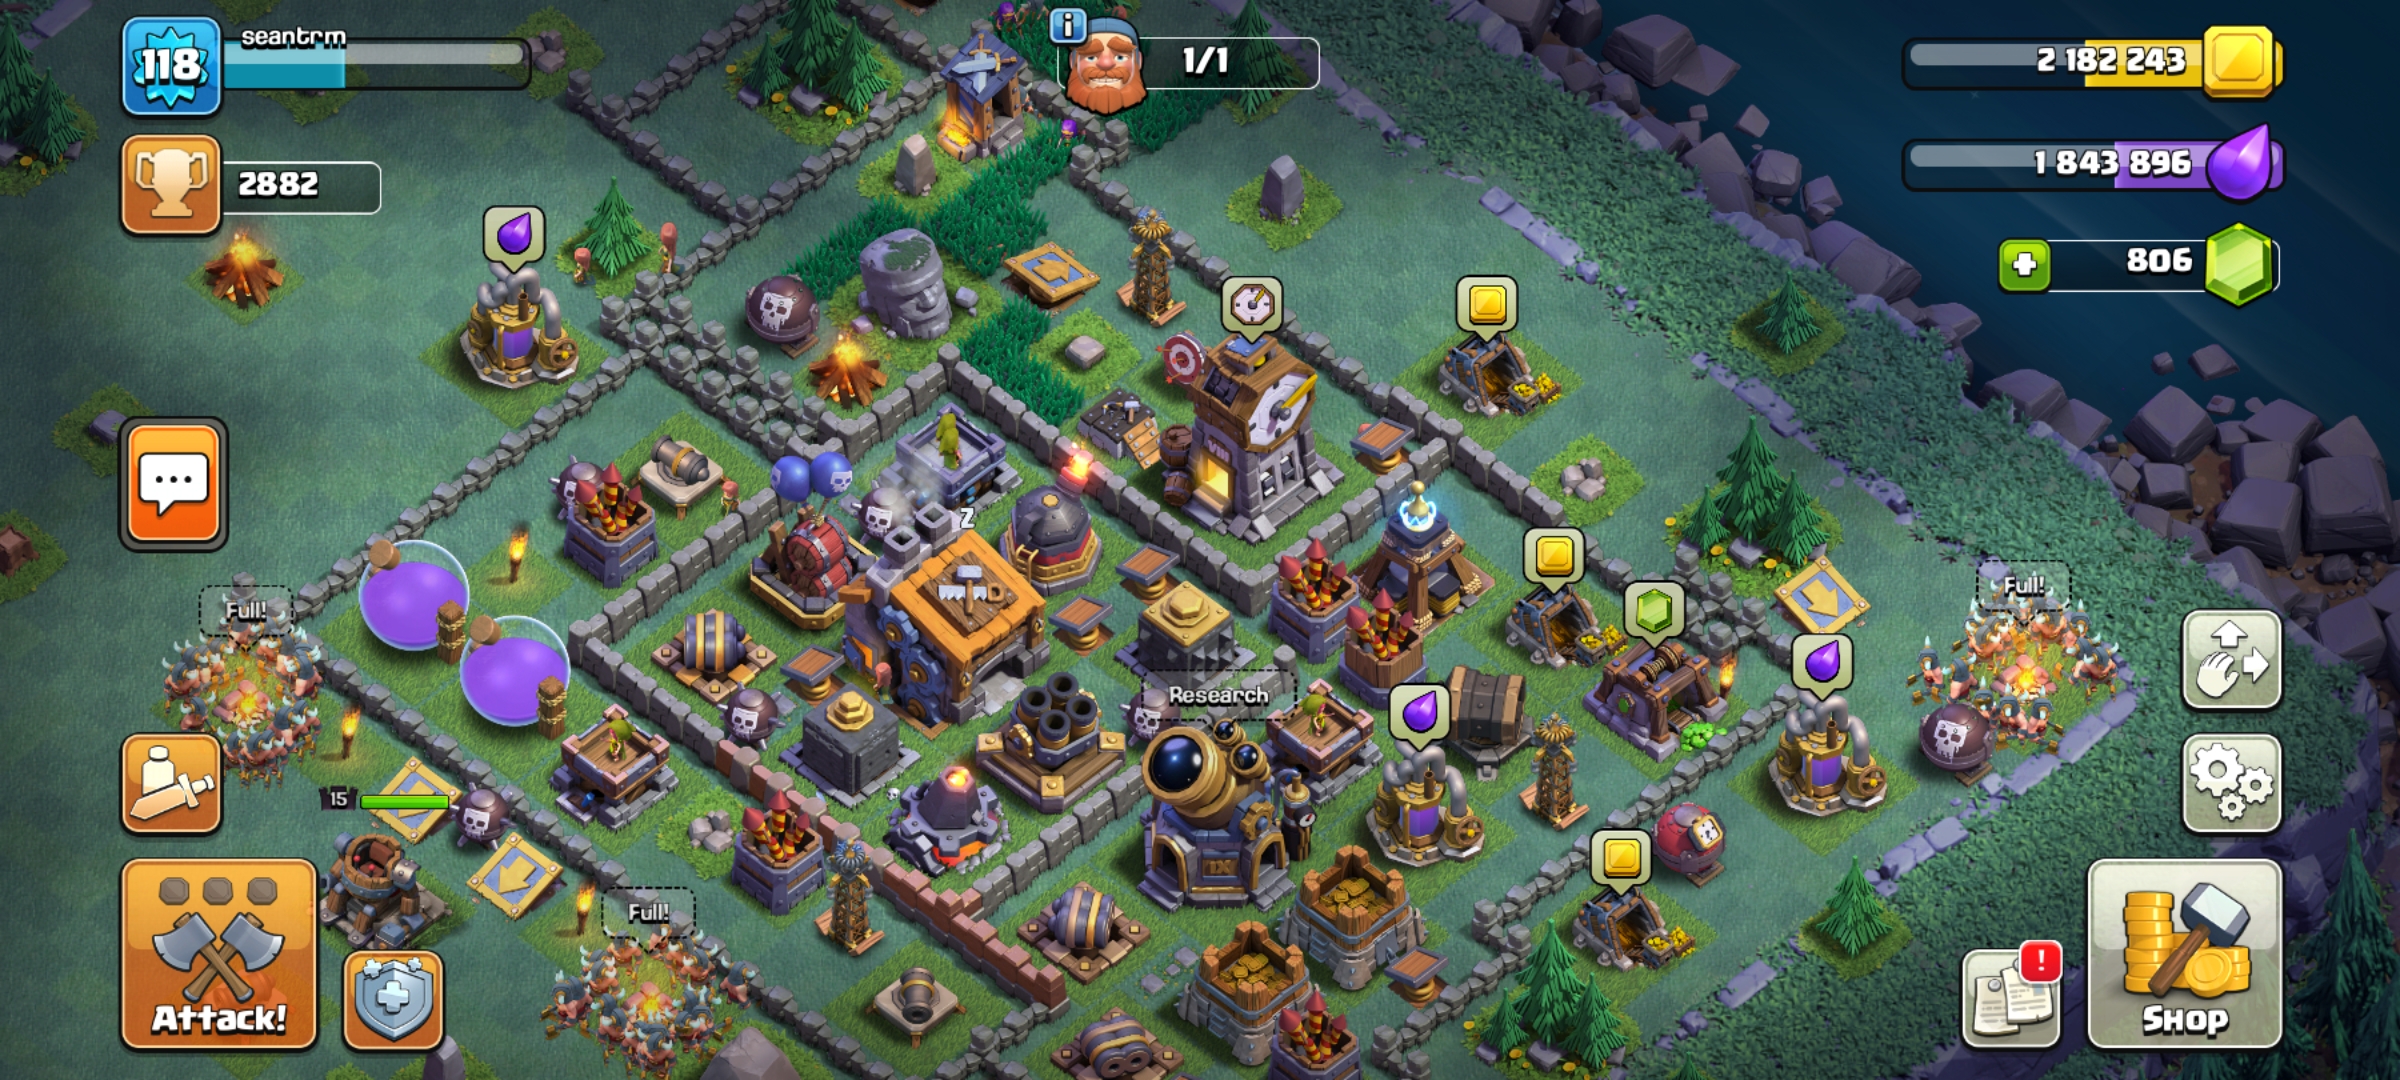 118
seantrm
i
1/1
2 182 243
2882
1 843 896
806
z
Full!
Full!
Research
15
IX
Full!
!
Attack!
Shop